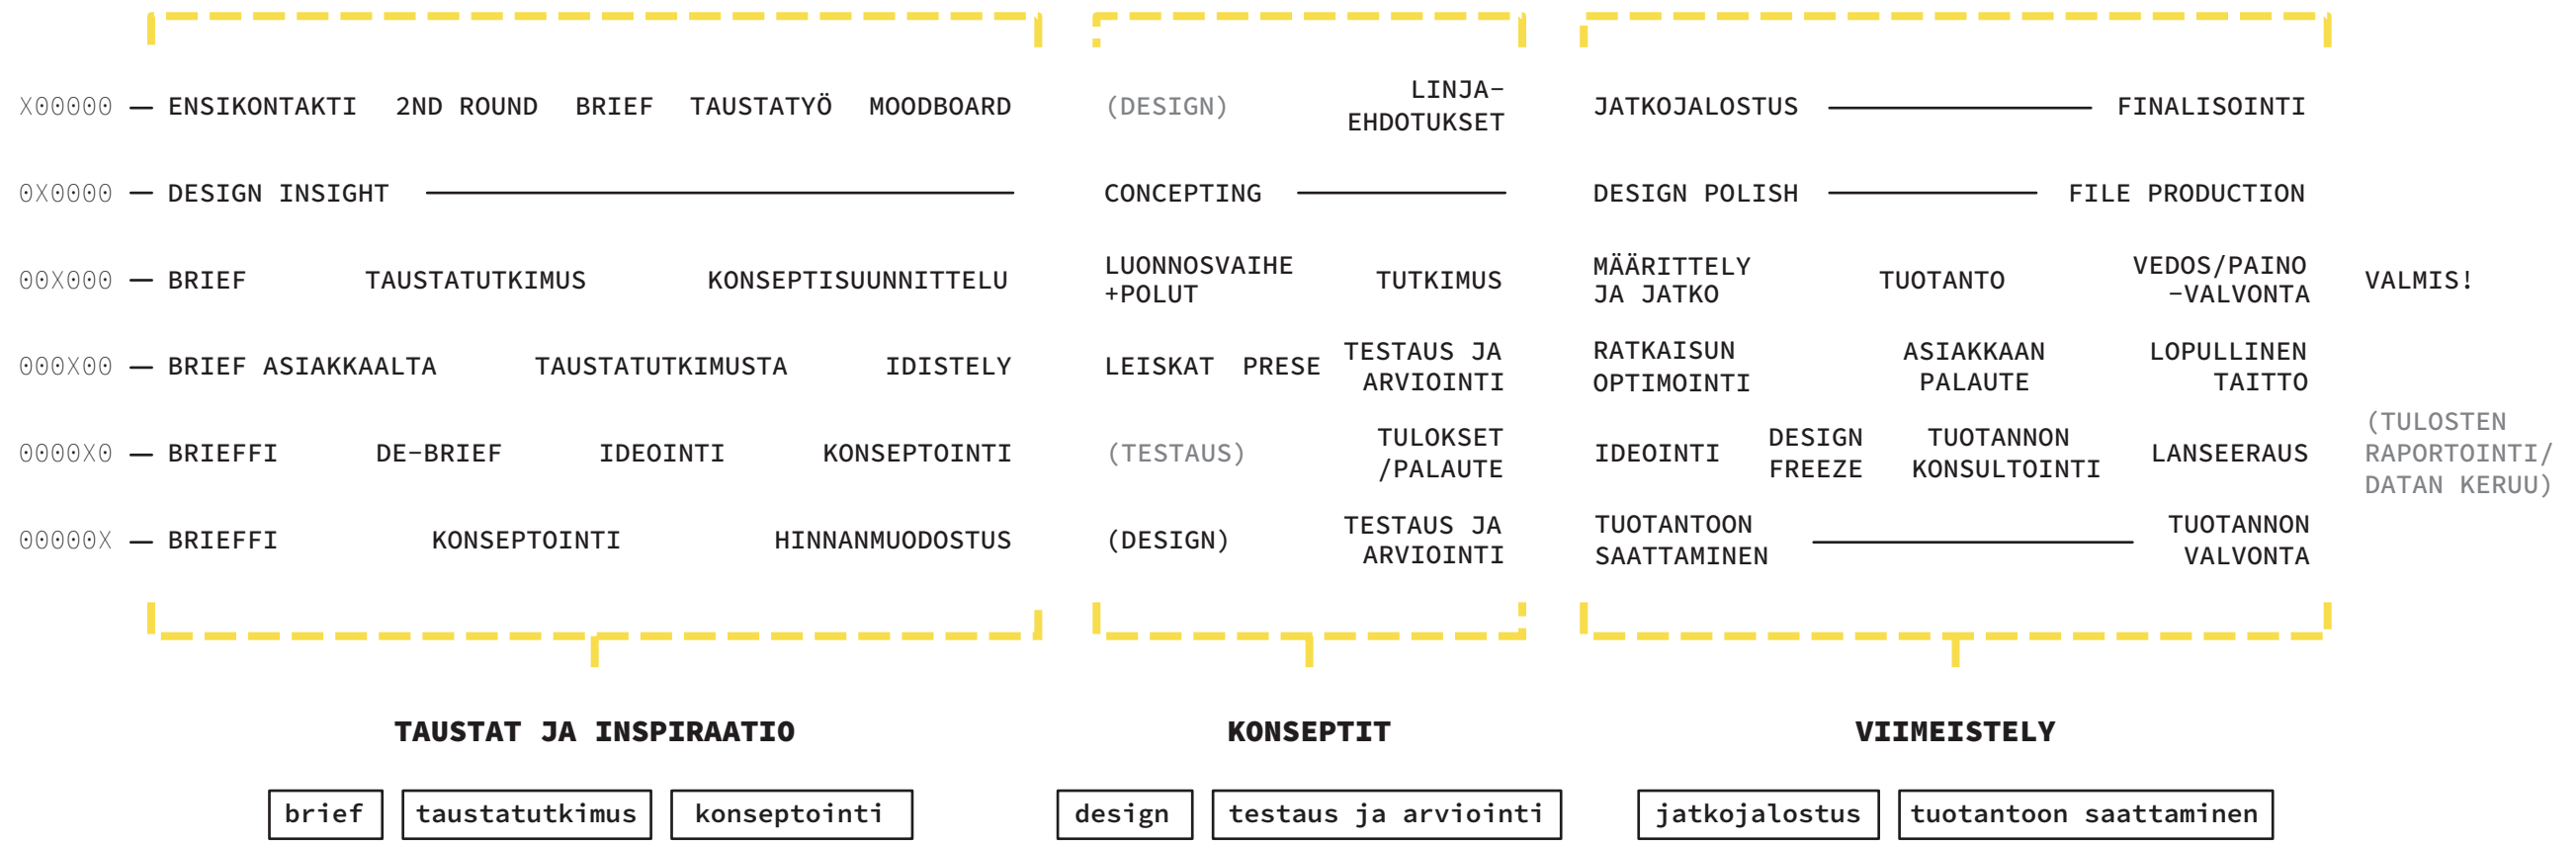 X00000 — ENSIKONTAKTI 2ND ROUND BRIEF TAUSTATYÖ MOODBOARD (DESIGN) LINJA-
EHDOTUKSET JATKOJALOSTUS FINALISOINTI
0X0000 — DESIGN INSIGHT CONCEPTING DESIGN POLISH FILE PRODUCTION
00X000 — BRIEF TAUSTATUTKIMUS KONSEPTISUUNNITTELU LUONNOSVAIHE
+POLUT TUTKIMUS MÄÄRITTELY
JA JATKO TUOTANTO VEDOS/PAINO
-VALVONTA VALMIS!
000X00 — BRIEF ASIAKKAALTA TAUSTATUTKIMUSTA IDISTELY LEISKAT PRESE TESTAUS JA
ARVIOINTI RATKAISUN
OPTIMOINTI ASIAKKAAN
PALAUTE LOPULLINEN
TAITTO
0000X0 — BRIEFFI DE-BRIEF IDEOINTI KONSEPTOINTI (TESTAUS) TULOKSET
/PALAUTE IDEOINTI DESIGN
FREEZE TUOTANNON
KONSULTOINTI LANSEERAUS (TULOSTEN
RAPORTOINTI/
DATAN KERUU)
00000X — BRIEFFI KONSEPTOINTI HINNANMUODOSTUS (DESIGN) TESTAUS JA
ARVIOINTI TUOTANTOON
SAATTAMINEN TUOTANNON
VALVONTA
TAUSTAT JA INSPIRAATIO KONSEPTIT VIIMEISTELY
brief taustatutkimus konseptointi design testaus ja arviointi jatkojalostus tuotantoon saattaminen